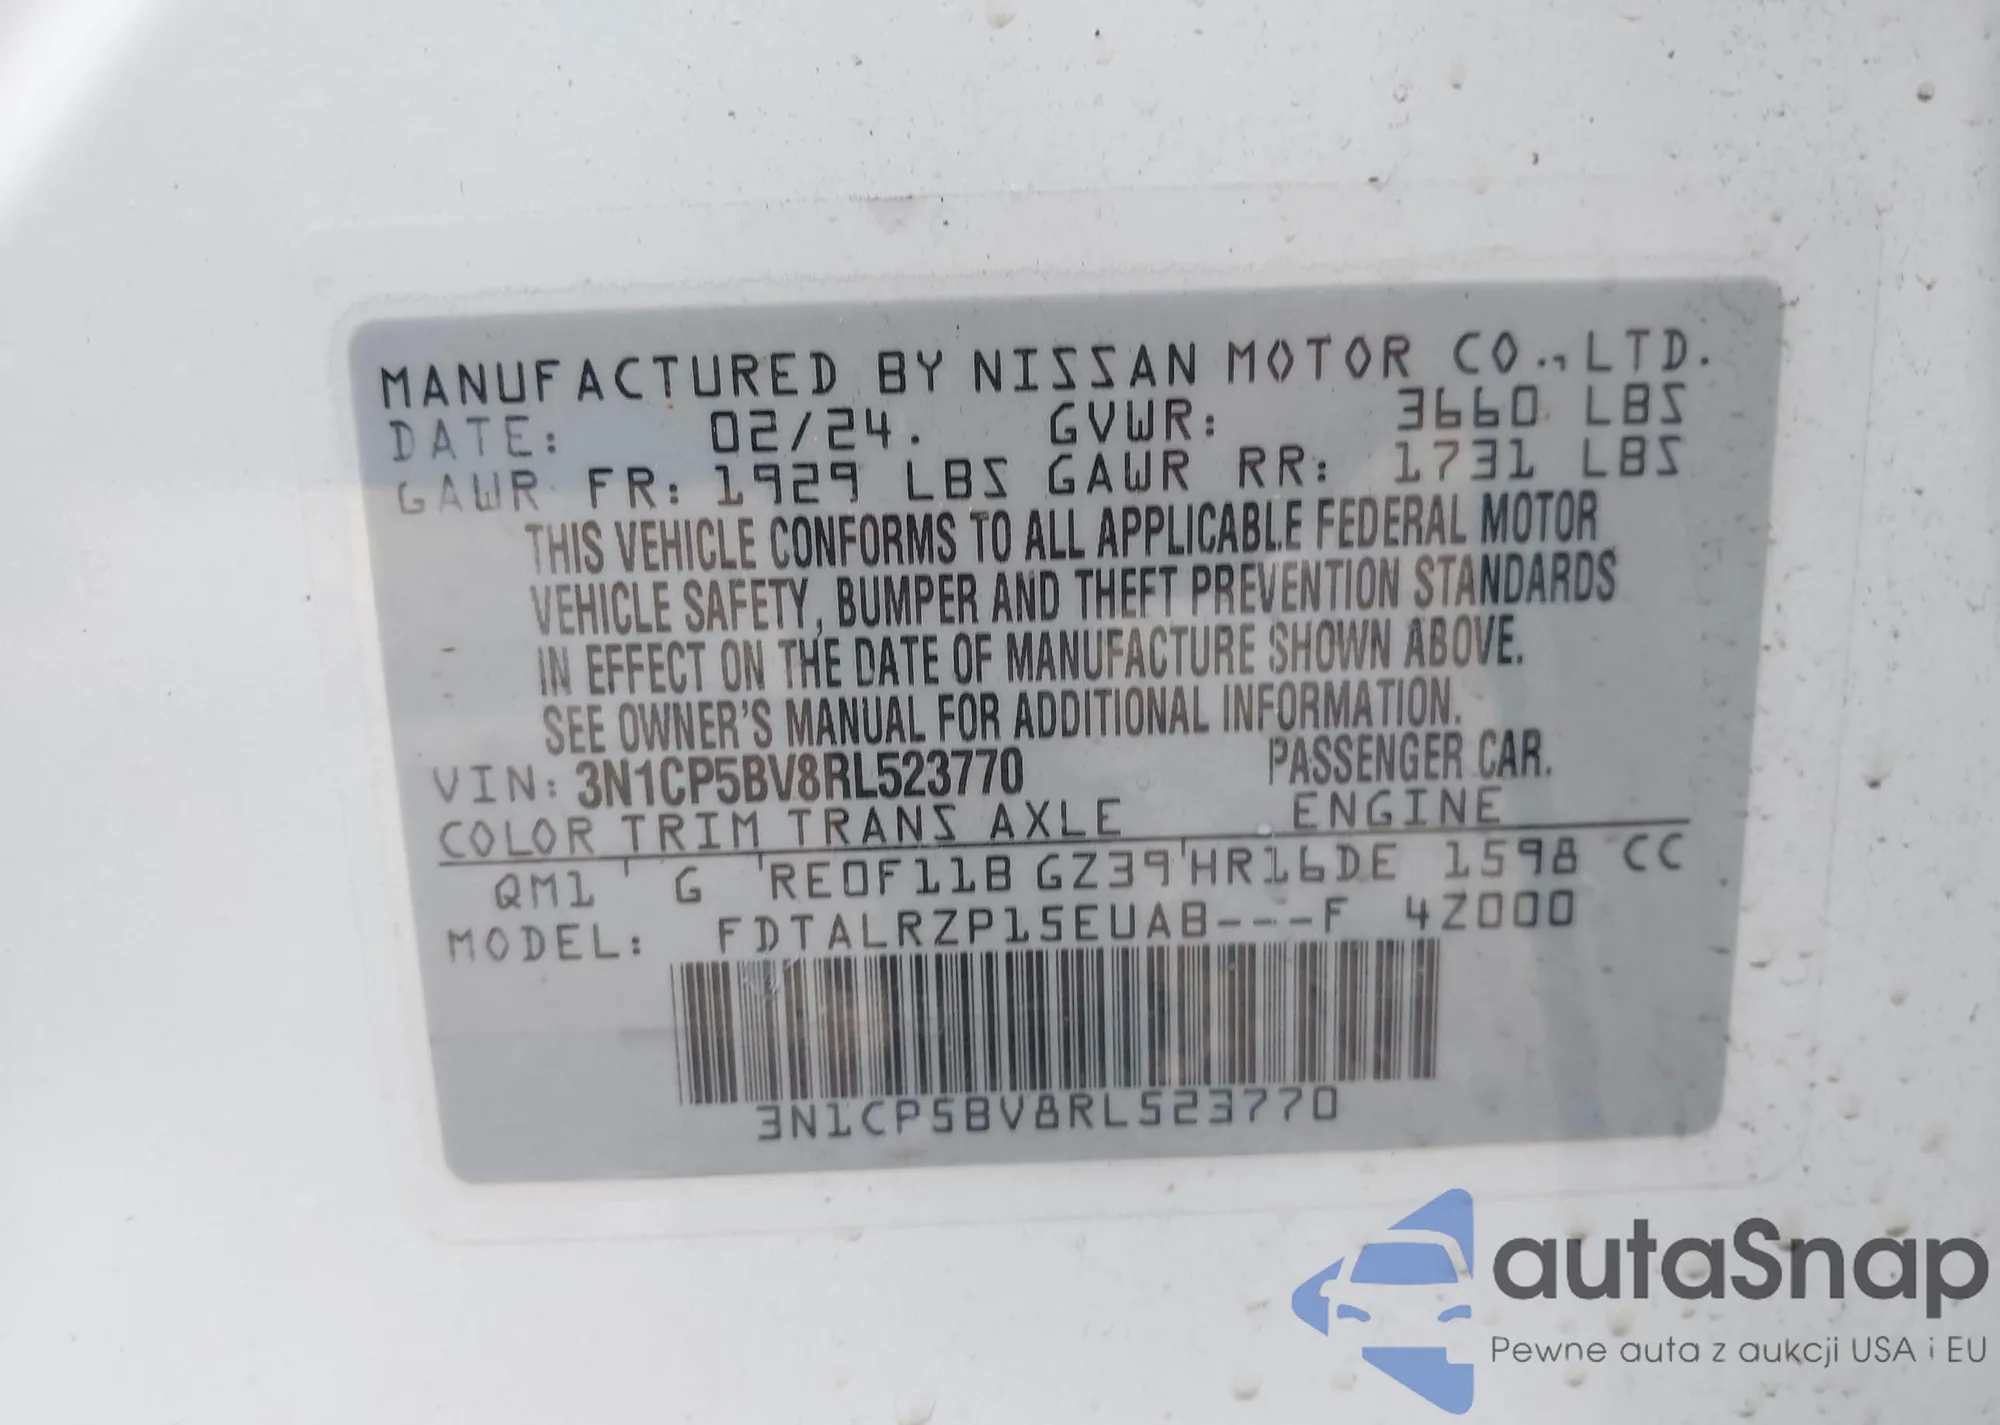 MANUFACTURED BY NISSAN MOTOR CO., LTD.
DATE: 02/24. GVWR: 3660 LBS
GAWR FR: 1929 LBS GAWR RR: 1731 LBS
THIS VEHICLE CONFORMS TO ALL APPLICABLE FEDERAL MOTOR
VEHICLE SAFETY, BUMPER AND THEFT PREVENTION STANDARDS
IN EFFECT ON THE DATE OF MANUFACTURE SHOWN ABOVE.
SEE OWNER'S MANUAL FOR ADDITIONAL INFORMATION.
VIN: 3N1CP5BV8RL523770 PASSENGER CAR.
COLOR TRIM TRANS AXLE ENGINE
QM1 ' G 'RE0F11B GZ39'HR16DE 1598 CC
MODEL: FDTALRZP15EUAB---F 4Z000
3N1CP5BV8RL523770
autaSnap
Pewne auta z aukcji USA i EU